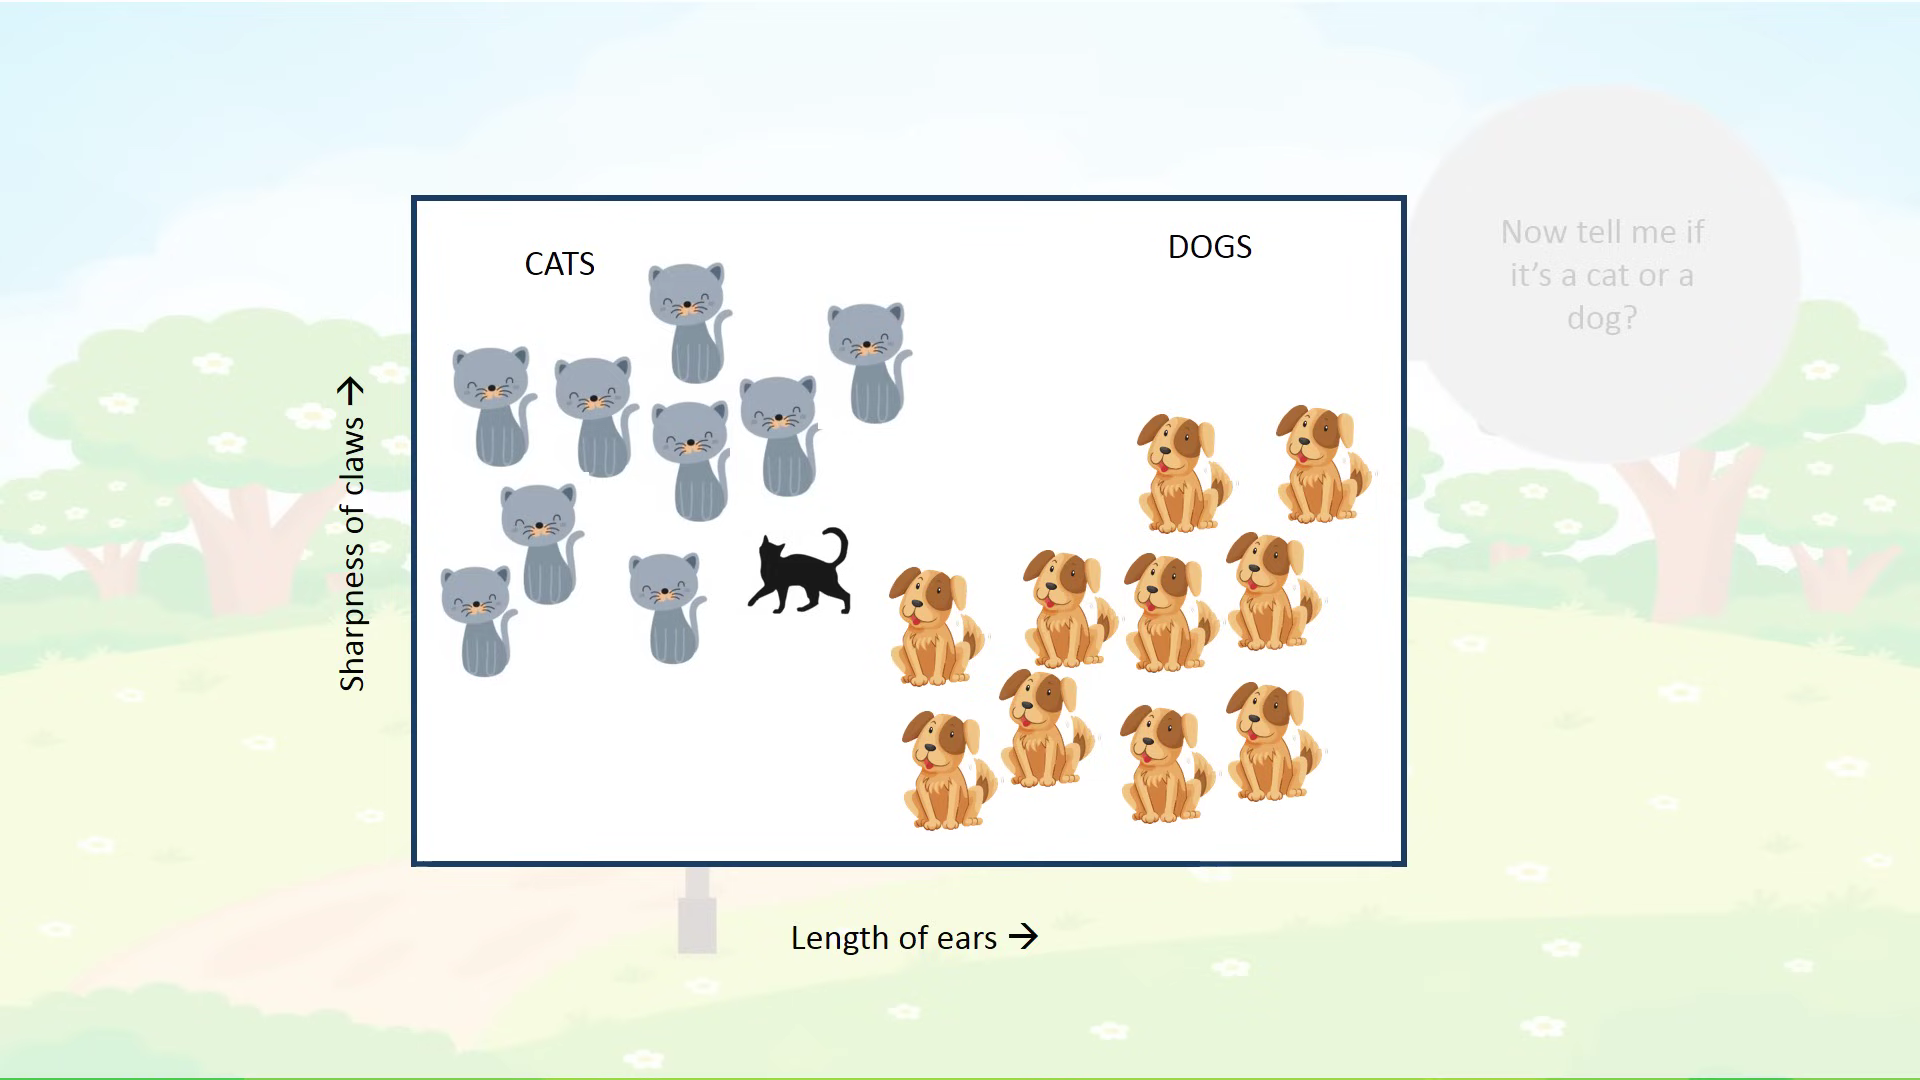 CATS
DOGS
Now tell me if
it’s a cat or a
dog?
Sharpness of claws →
Length of ears →